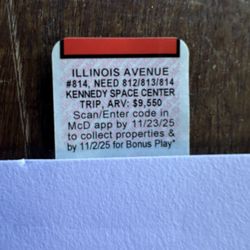 ILLINOIS AVENUE
#814, NEED 812/813/814
KENNEDY SPACE CENTER
TRIP, ARV: $9,550
Scan/Enter code in
McD app by 11/23/25
to collect properties &
by 11/2/25 for Bonus Play*